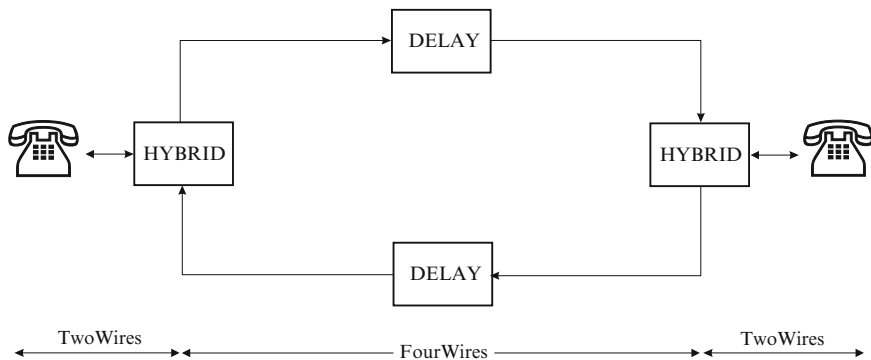 DELAY
HYBRID
HYBRID
DELAY
TwoWires
FourWires
TwoWires